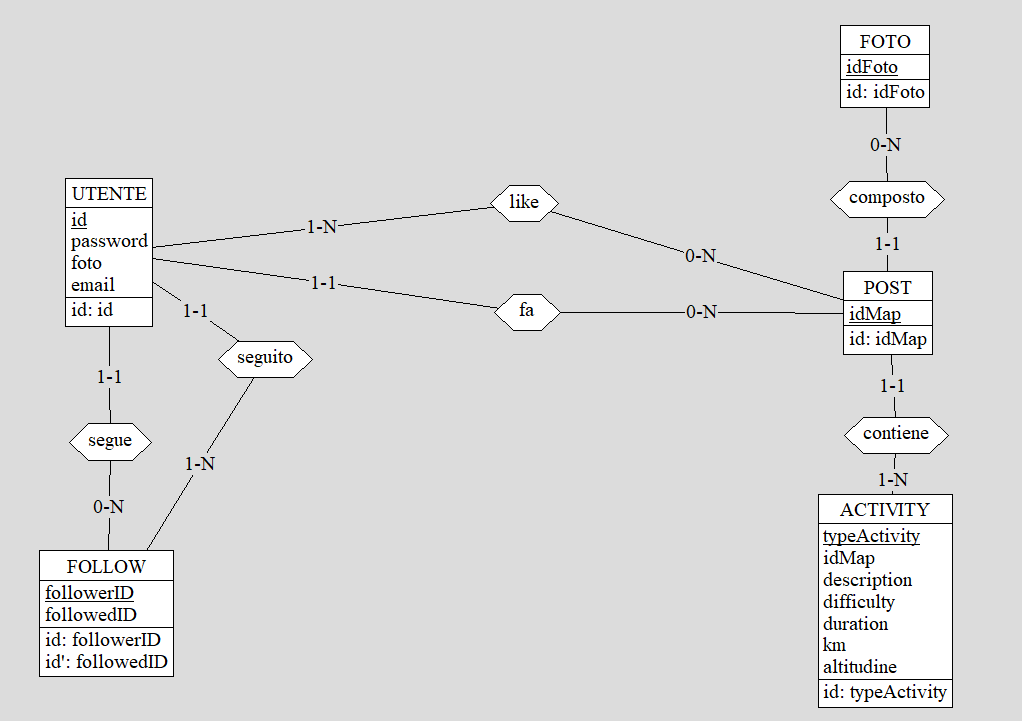 FOTO
idFoto
id: idFoto
0-N
composto
1-1
UTENTE
id
password
foto
email
id: id
1-N
like
0-N
1-1
fa
0-N
POST
idMap
id: idMap
1-1
seguito
1-N
1-1
segue
0-N
1-1
contiene
1-N
FOLLOW
followerID
followedID
id: followerID
id': followedID
ACTIVITY
typeActivity
idMap
description
difficulty
duration
km
altitudine
id: typeActivity